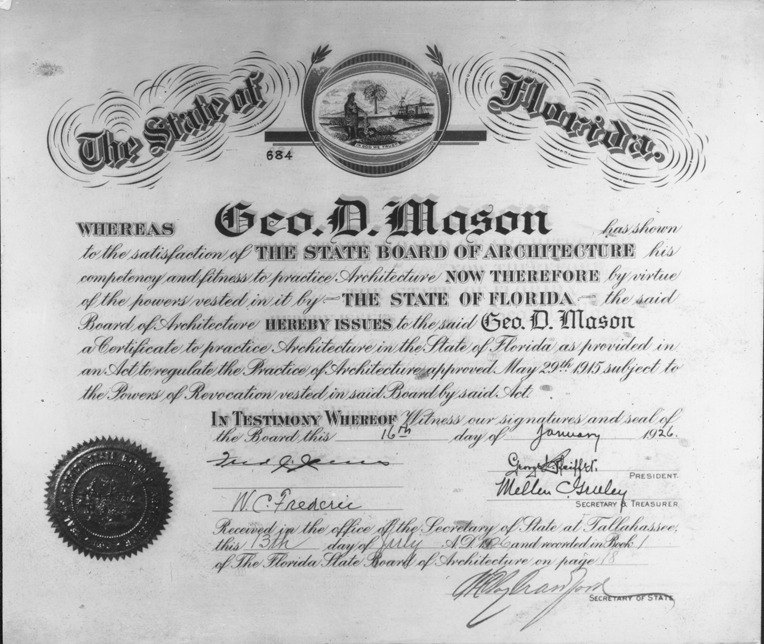 The State of Florida.
IN GOD WE TRUST
684
WHEREAS Geo. D. Mason has shown
to the satisfaction of THE STATE BOARD OF ARCHITECTURE his
competency and fitness to practice Architecture NOW THEREFORE by virtue
of the powers vested in it by — THE STATE OF FLORIDA — the said
Board of Architecture HEREBY ISSUES to the said Geo. D. Mason
a Certificate to practice Architecture in the State of Florida as provided in
an Act to regulate the Practice of Architecture, approved May 29th 1915 subject to
the Powers of Revocation vested in said Board by said Act.
IN TESTIMONY WHEREOF Witness our signatures and seal of
the Board this 16th day of January 1926.
PRESIDENT
Mellen C. Greeley
SECRETARY & TREASURER
W. C. Frederic
Received in the office of the Secretary of State at Tallahassee,
this 13th day of July A.D. 1926 and recorded in Book 1
of The Florida State Board of Architecture on page 18
H Clay Crawford
SECRETARY OF STATE